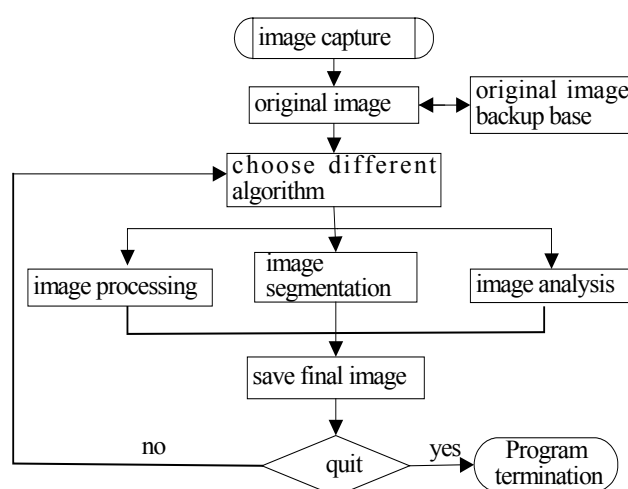 image capture
original image
original image
backup base
choose different
algorithm
image processing
image
segmentation
image analysis
save final image
no
quit
yes
Program
termination